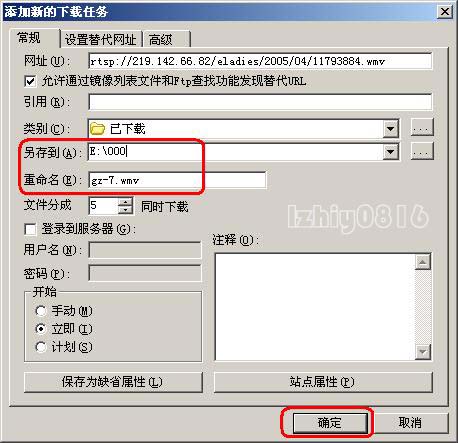 添加新的下载任务
常规 设置替代网址 高级
网址(U): rtsp://219.142.66.82/eladies/2005/04/11793884.wmv
允许通过镜像列表文件和Ftp查找功能发现替代URL
引用(R):
类别(C): 已下载 ...
另存到(A): E:\000 ...
重命名(E): gz-7.wmv
文件分成 5 同时下载
lzhiy0816
登录到服务器(G):
用户名(N):
密码(P):
注释(O):
开始
手动(M)
立即(I)
计划(S)
保存为缺省属性(L) 站点属性(P)
确定 取消